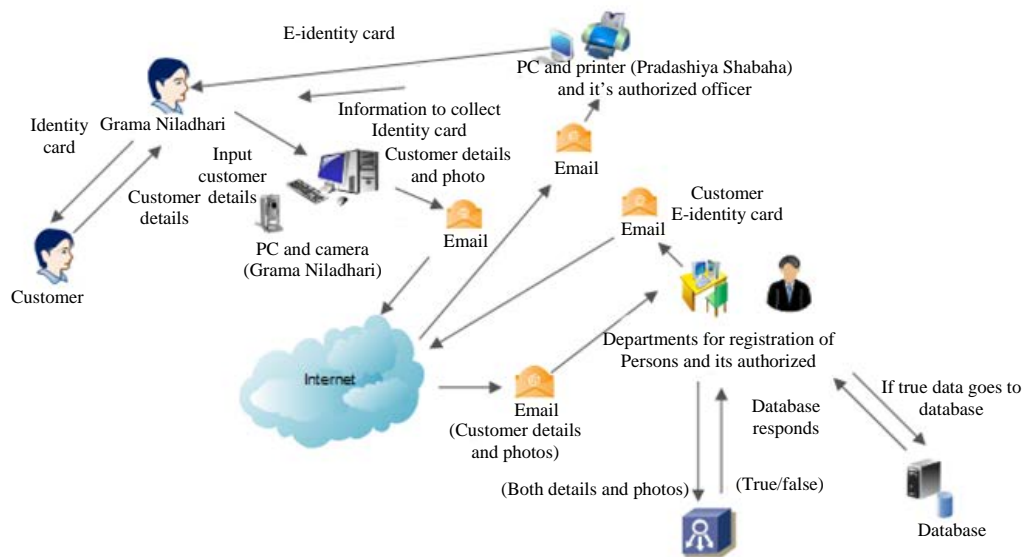 E-identity card
PC and printer (Pradashiya Shabaha)
and it's authorized officer
Information to collect
Identity card
Identity
card
Grama Niladhari
Input
customer
details
Customer details
and photo
Email
Customer
details
Customer
E-identity card
Email
Email
PC and camera
(Grama Niladhari)
Customer
Departments for registration of
Persons and its authorized
Internet
Email
(Customer details
and photos)
Database
responds
If true data goes to
database
(Both details and photos)
(True/false)
Database